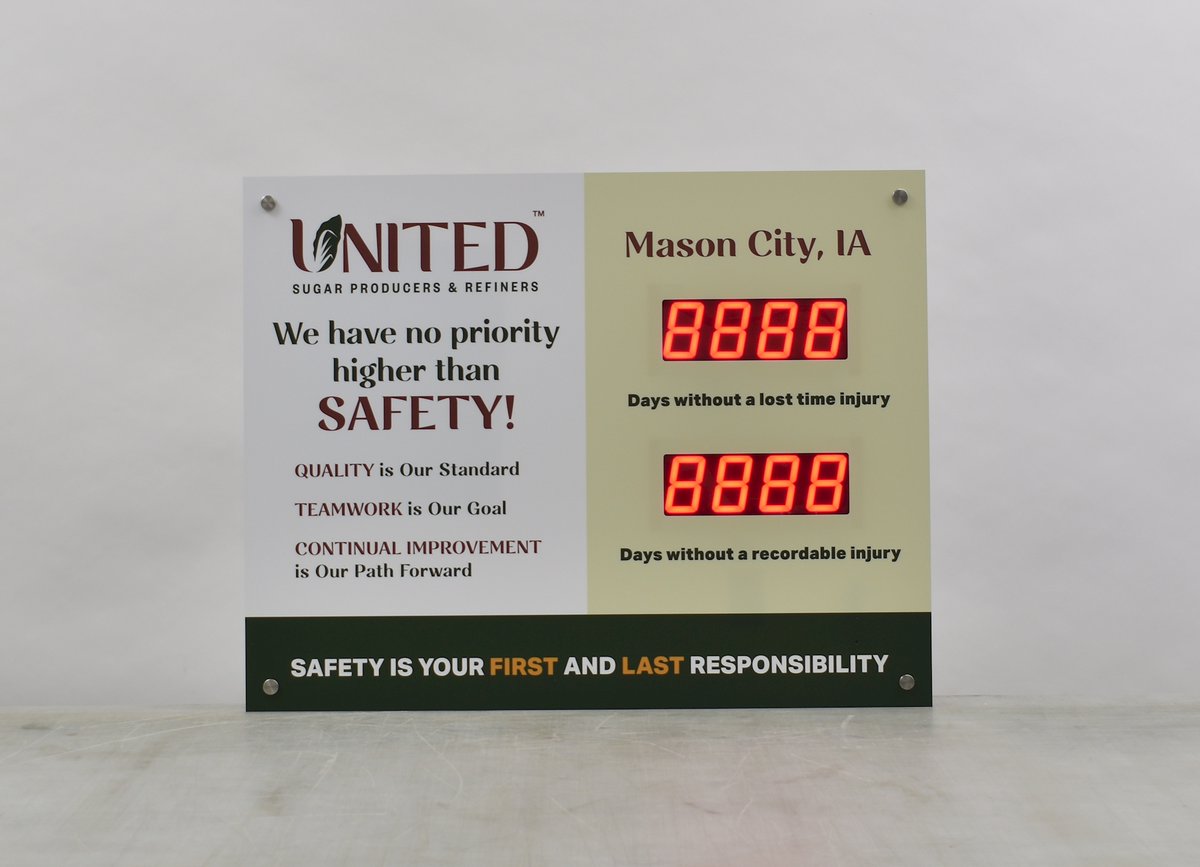 UNITED™
SUGAR PRODUCERS & REFINERS
We have no priority
higher than
SAFETY!
QUALITY is Our Standard
TEAMWORK is Our Goal
CONTINUAL IMPROVEMENT
is Our Path Forward
Mason City, IA
8888
Days without a lost time injury
8888
Days without a recordable injury
SAFETY IS YOUR FIRST AND LAST RESPONSIBILITY